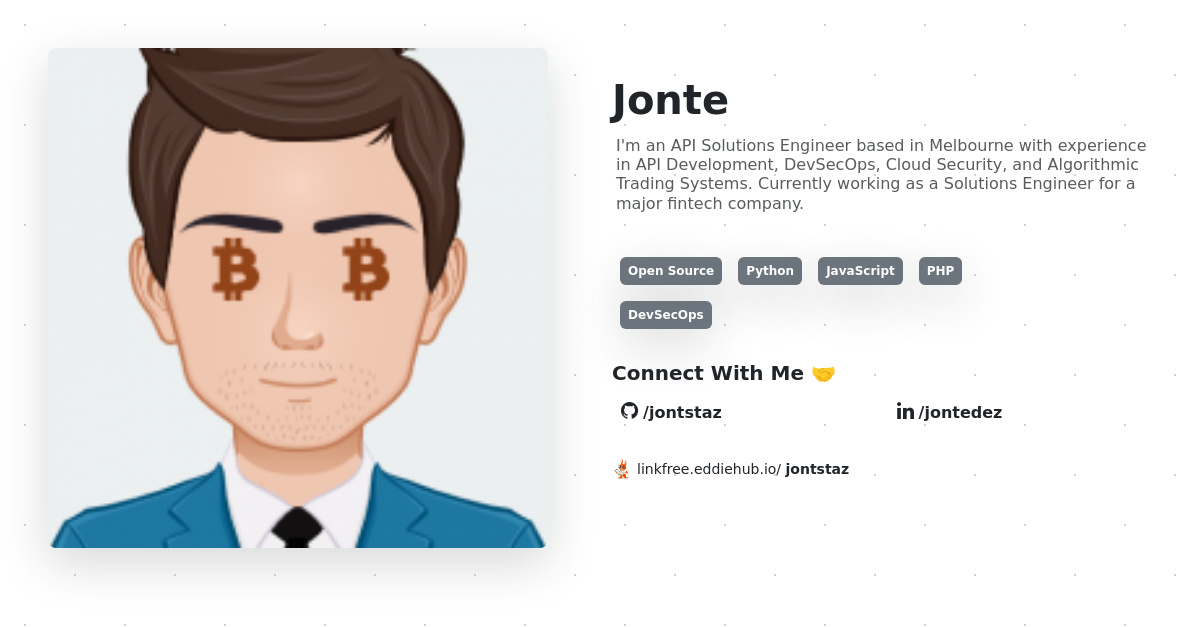 Jonte
I'm an API Solutions Engineer based in Melbourne with experience
in API Development, DevSecOps, Cloud Security, and Algorithmic
Trading Systems. Currently working as a Solutions Engineer for a
major fintech company.
Open Source Python JavaScript PHP
DevSecOps
Connect With Me 🤝
/jontstaz /jontedez
linkfree.eddiehub.io/ jontstaz